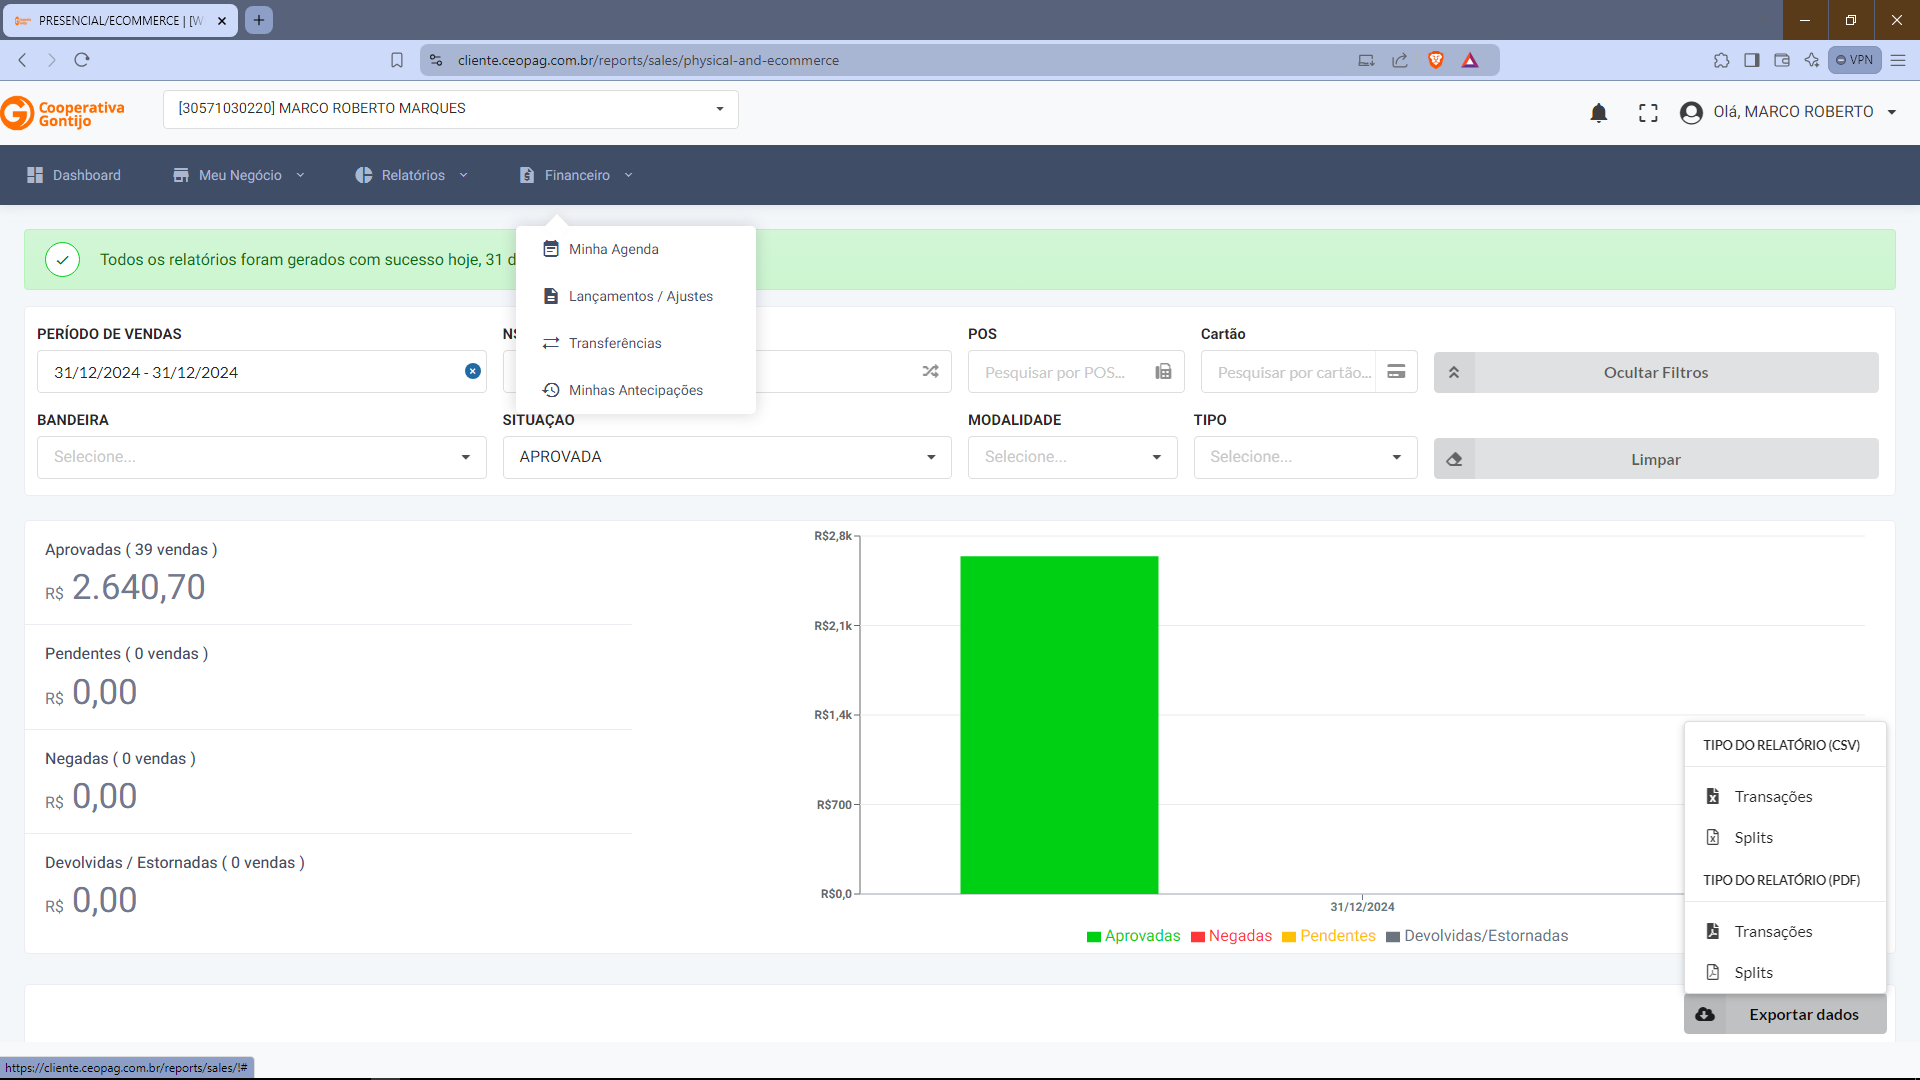 PRESENCIAL/ECOMMERCE | [W
cliente.ceopag.com.br/reports/sales/physical-and-ecommerce
VPN
Cooperativa
Gontijo
[30571030220] MARCO ROBERTO MARQUES
Olá, MARCO ROBERTO
Dashboard
Meu Negócio
Relatórios
Financeiro
Minha Agenda
Lançamentos / Ajustes
Transferências
Minhas Antecipações
Todos os relatórios foram gerados com sucesso hoje, 31 d
PERÍODO DE VENDAS
31/12/2024 - 31/12/2024
POS
Pesquisar por POS...
Cartão
Pesquisar por cartão...
Ocultar Filtros
BANDEIRA
Selecione...
SITUAÇÃO
APROVADA
MODALIDADE
Selecione...
TIPO
Selecione...
Limpar
Aprovadas ( 39 vendas )
R$ 2.640,70
Pendentes ( 0 vendas )
R$ 0,00
Negadas ( 0 vendas )
R$ 0,00
Devolvidas / Estornadas ( 0 vendas )
R$ 0,00
R$2,8k
R$2,1k
R$1,4k
R$700
R$0,0
31/12/2024
Aprovadas
Negadas
Pendentes
Devolvidas/Estornadas
TIPO DO RELATÓRIO (CSV)
Transações
Splits
TIPO DO RELATÓRIO (PDF)
Transações
Splits
Exportar dados
https://cliente.ceopag.com.br/reports/sales/!#